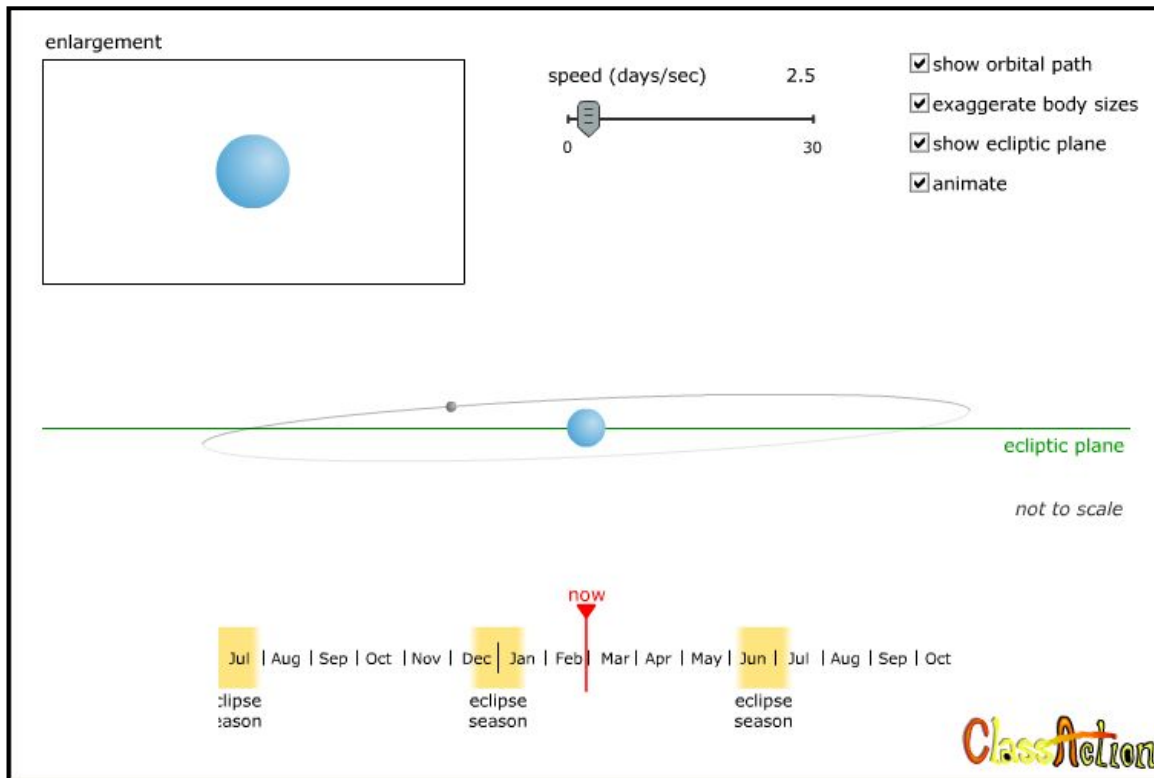 enlargement
speed (days/sec) 2.5
0 30
show orbital path
exaggerate body sizes
show ecliptic plane
animate
ecliptic plane
not to scale
now
Jul Aug Sep Oct Nov Dec Jan Feb Mar Apr May Jun Jul Aug Sep Oct
clipse eclipse eclipse
eason season season
ClassAction